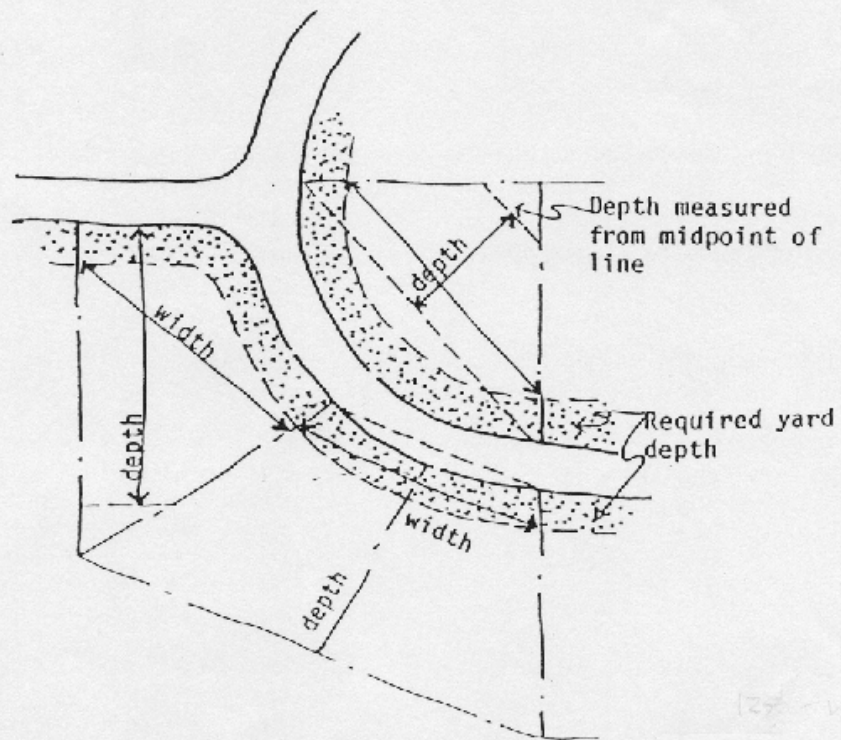 Depth measured
from midpoint of
line
depth
width
depth
Required yard
depth
width
depth